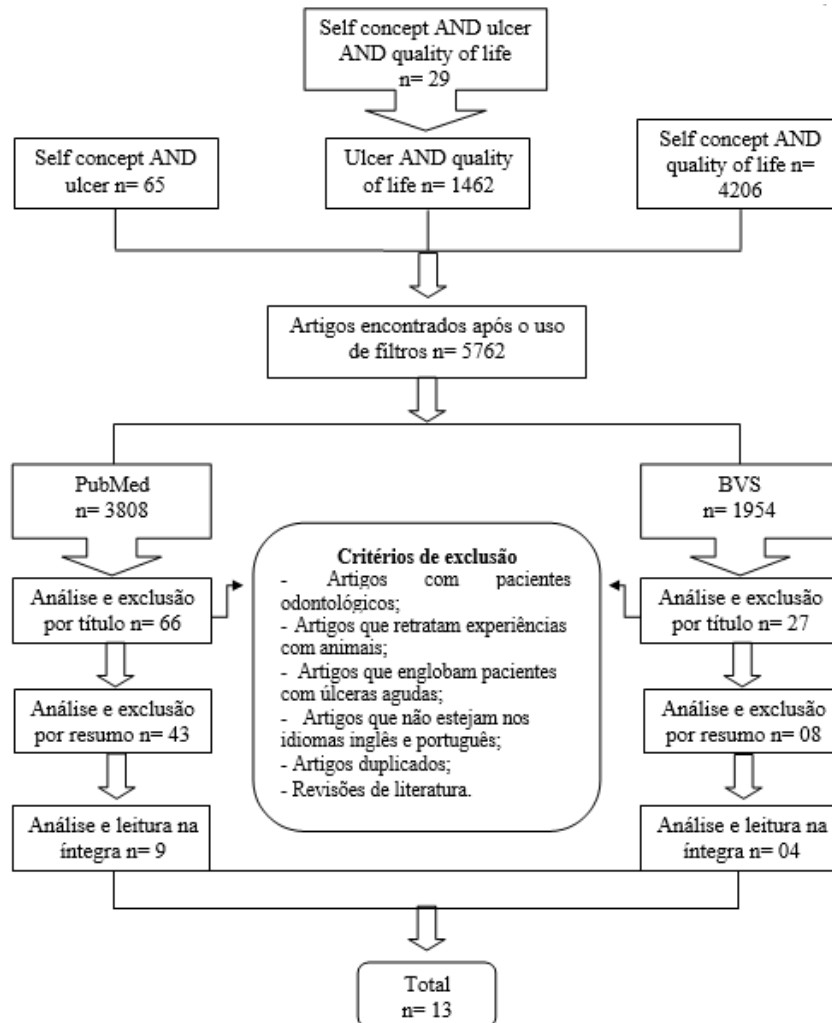 Self concept AND ulcer
AND quality of life
n= 29
Self concept AND
ulcer n= 65
Ulcer AND quality
of life n= 1462
Self concept AND
quality of life n=
4206
Artigos encontrados após o uso
de filtros n= 5762
PubMed
n= 3808
BVS
n= 1954
Análise e exclusão
por título n= 66
Análise e exclusão
por resumo n= 43
Análise e leitura na
íntegra n= 9
Critérios de exclusão
- Artigos com pacientes
odontológicos;
- Artigos que retratam experiências
com animais;
- Artigos que englobam pacientes
com úlceras agudas;
- Artigos que não estejam nos
idiomas inglês e português;
- Artigos duplicados;
- Revisões de literatura.
Análise e exclusão
por título n= 27
Análise e exclusão
por resumo n= 08
Análise e leitura na
íntegra n= 04
Total
n= 13